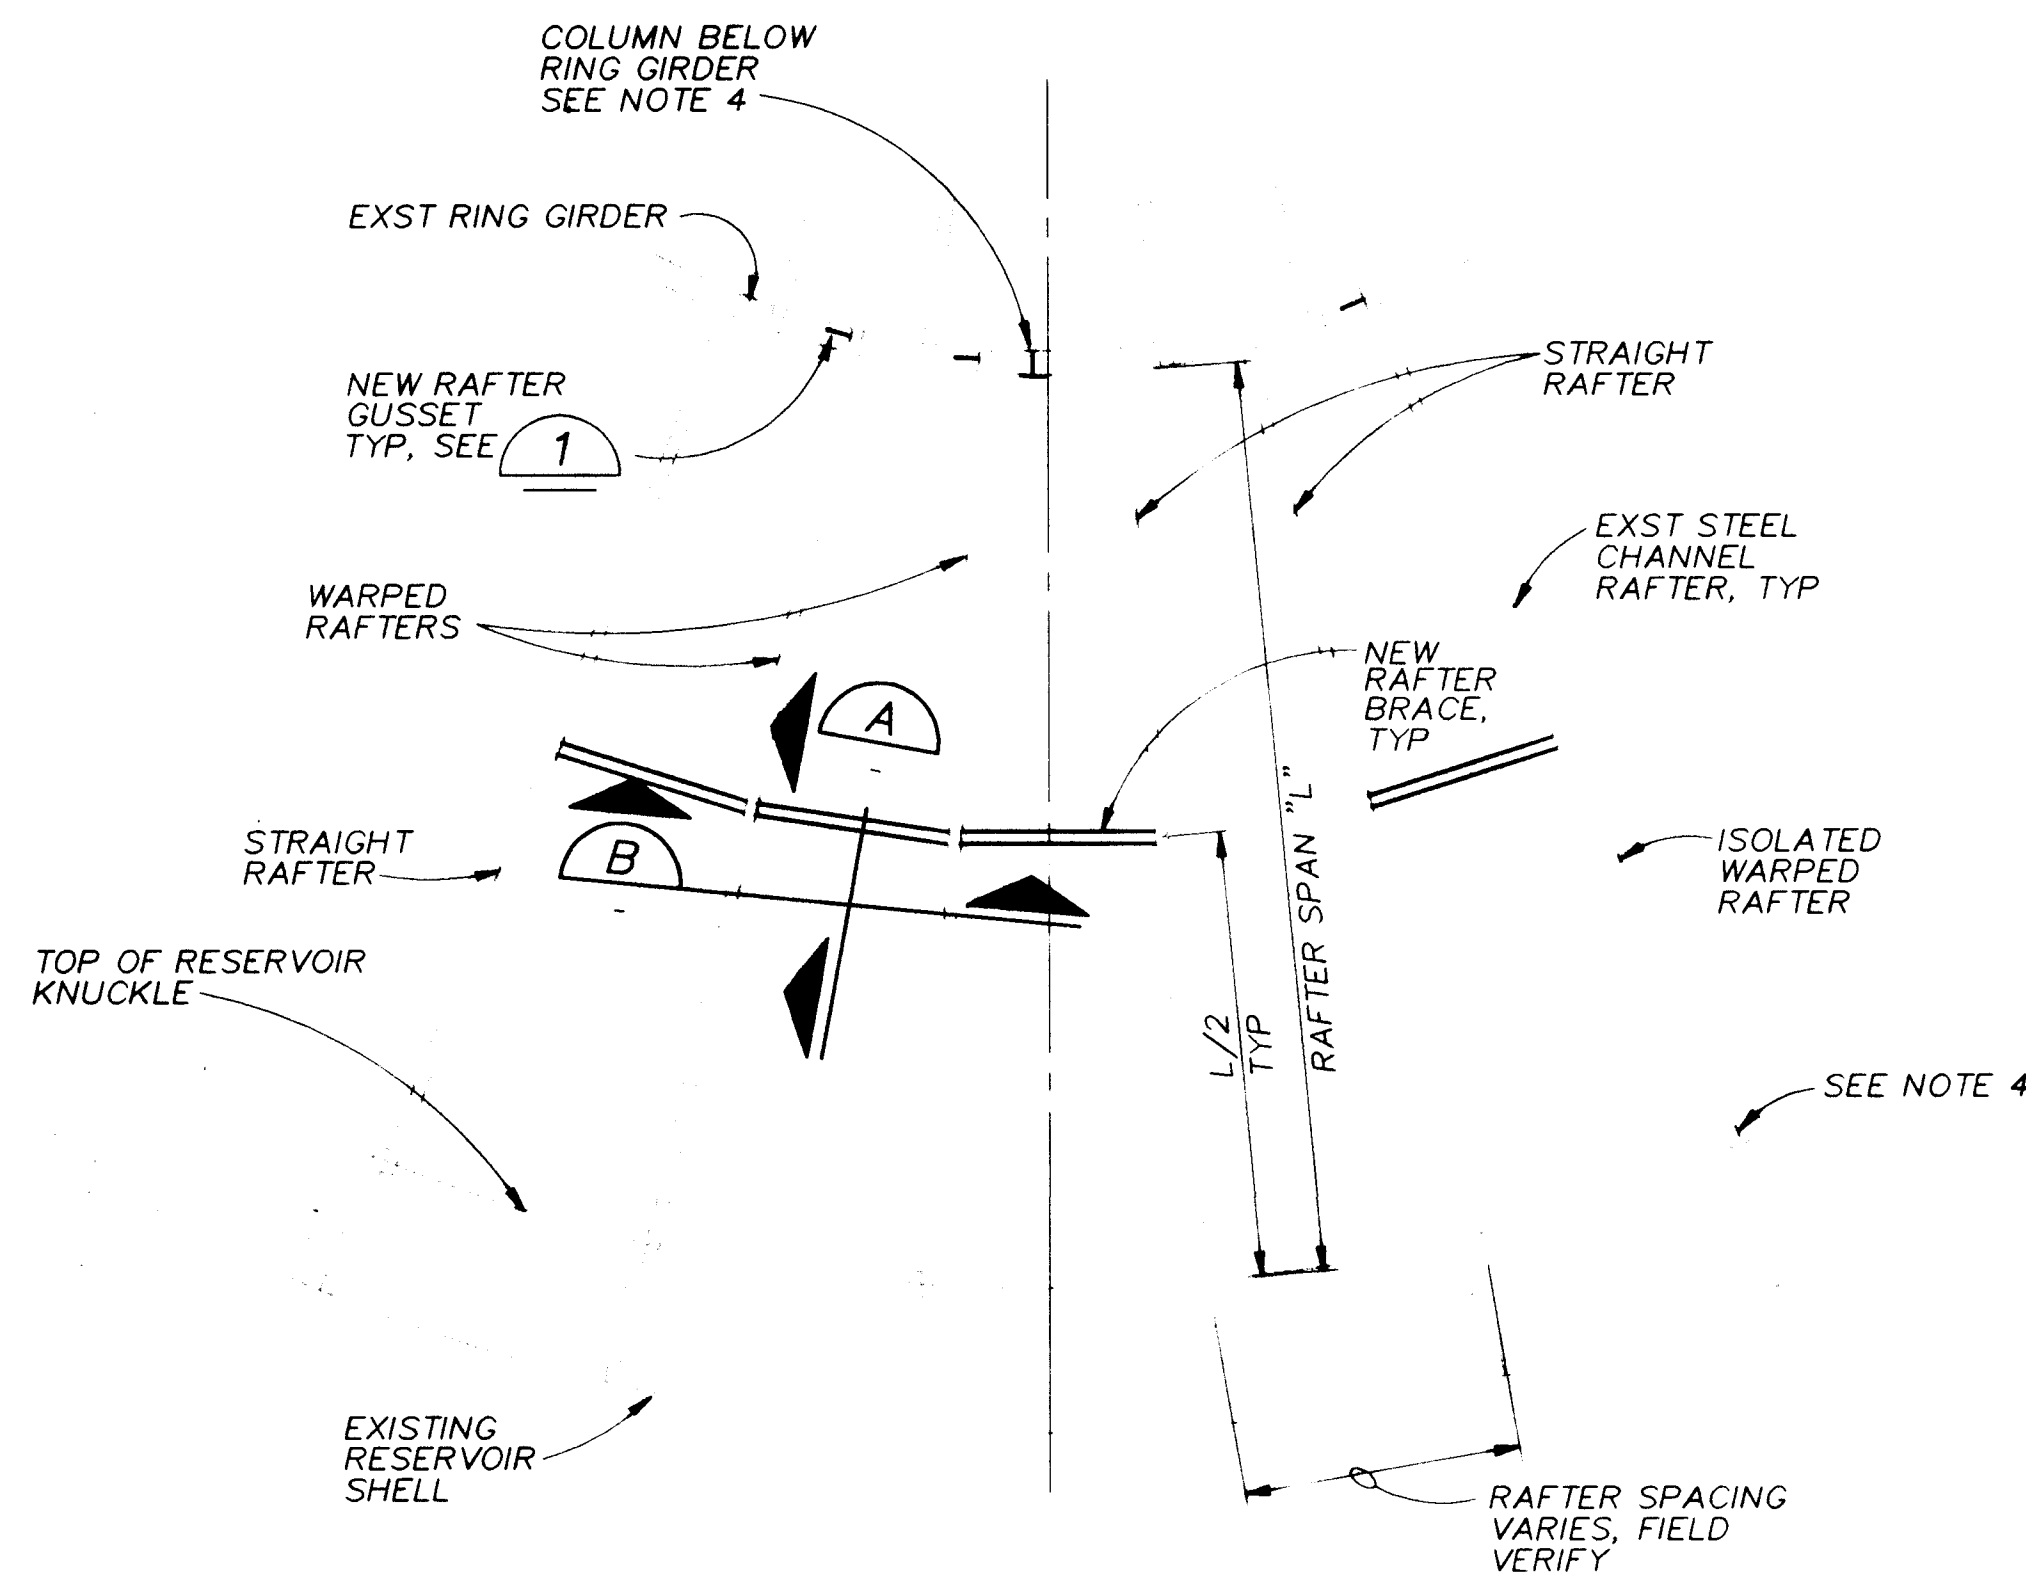 COLUMN BELOW
RING GIRDER
SEE NOTE 4
EXST RING GIRDER
NEW RAFTER
GUSSET
TYP, SEE 1
STRAIGHT
RAFTER
EXST STEEL
CHANNEL
RAFTER, TYP
WARPED
RAFTERS
NEW
RAFTER
BRACE,
TYP
A
B
STRAIGHT
RAFTER
ISOLATED
WARPED
RAFTER
RAFTER SPAN "L"
L/2
TYP
TOP OF RESERVOIR
KNUCKLE
SEE NOTE 4
EXISTING
RESERVOIR
SHELL
RAFTER SPACING
VARIES, FIELD
VERIFY